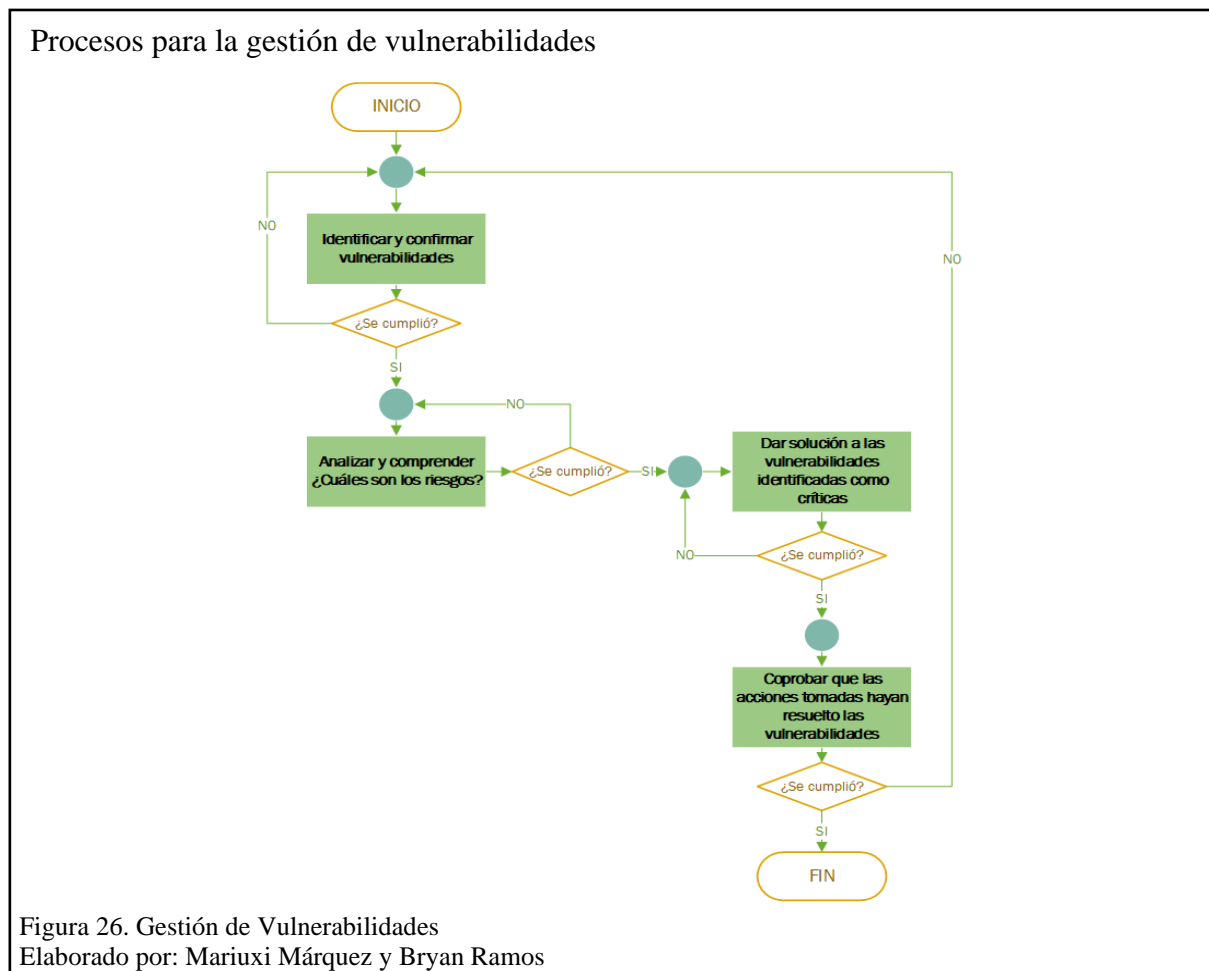 Procesos para la gestión de vulnerabilidades
INICIO
NO
NO
Identificar y confirmar
vulnerabilidades
¿Se cumplió?
SI
NO
Analizar y comprender
¿Cuáles son los riesgos?
¿Se cumplió?
SI
Dar solución a las
vulnerabilidades
identificadas como
críticas
NO
¿Se cumplió?
SI
Coprobar que las
acciones tomadas hayan
resuelto las
vulnerabilidades
¿Se cumplió?
SI
FIN
Figura 26. Gestión de Vulnerabilidades
Elaborado por: Mariuxi Márquez y Bryan Ramos